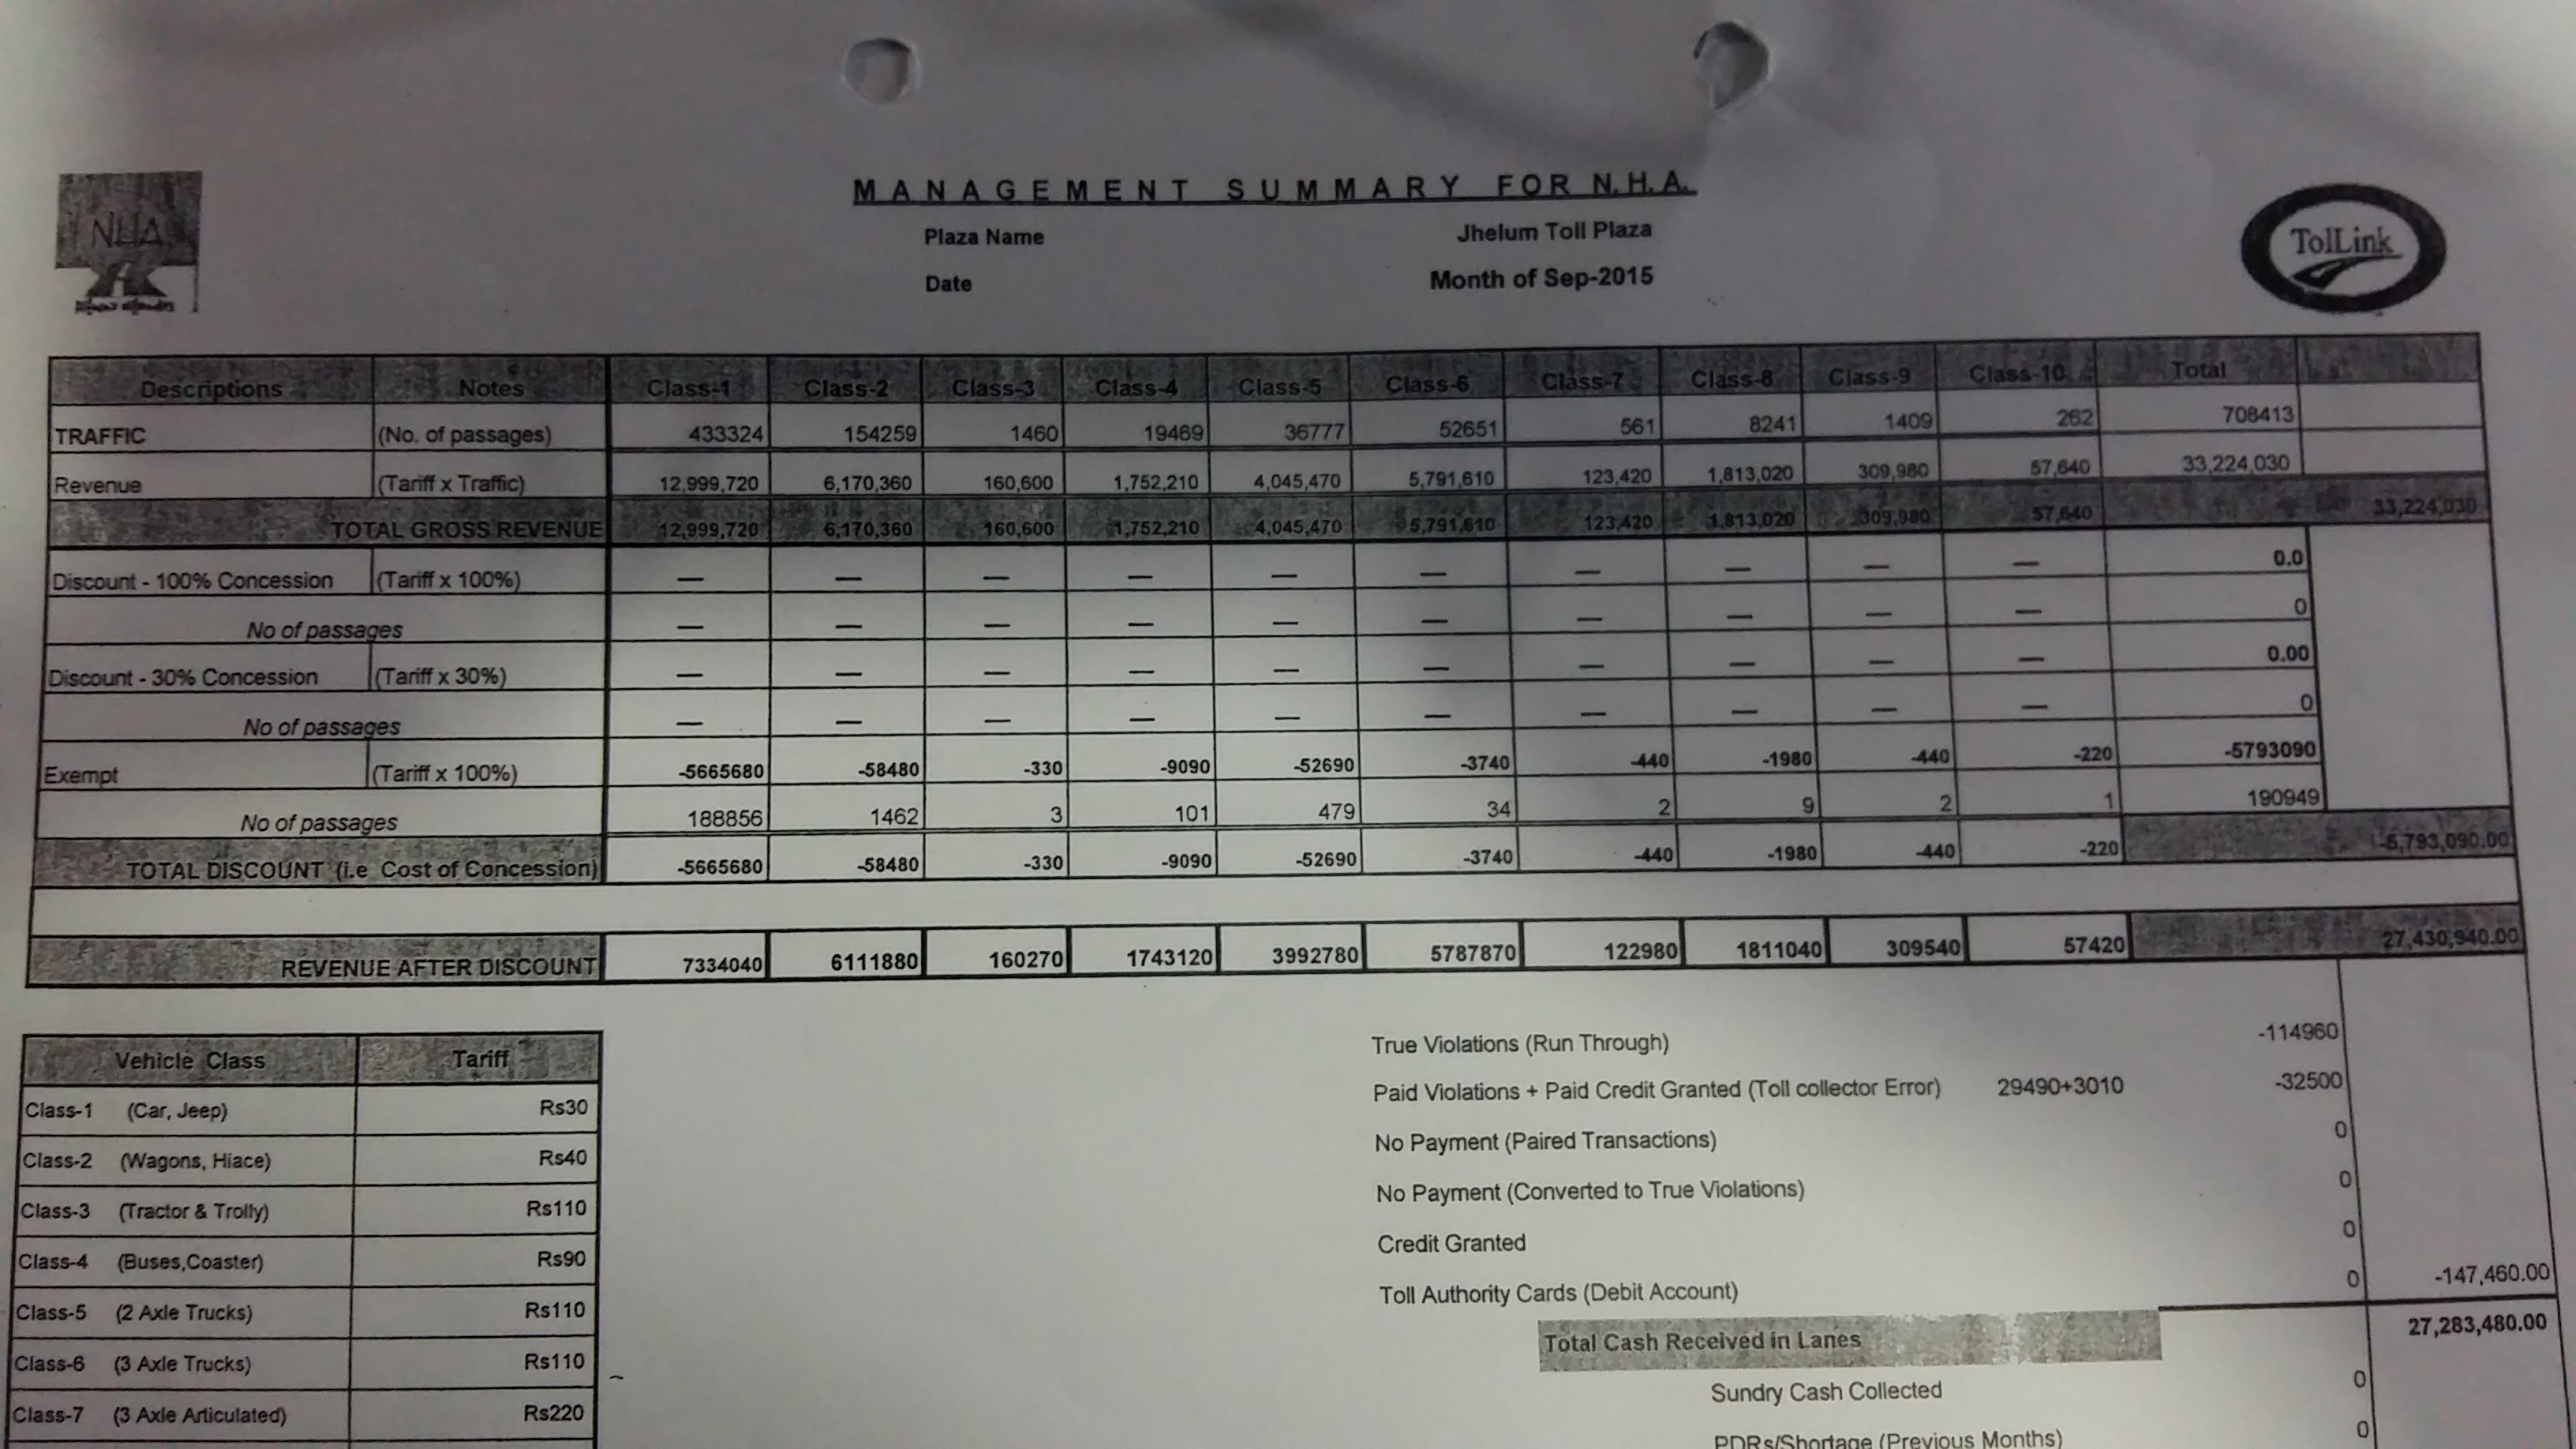 MANAGEMENT SUMMARY FOR N.H.A.
NHA
TolLink
Plaza Name Jhelum Toll Plaza
Date Month of Sep-2015
Descriptions Notes Class-1 Class-2 Class-3 Class-4 Class-5 Class-6 Class-7 Class-8 Class-9 Class-10 Total
TRAFFIC (No. of passages) 433324 154259 1460 19469 36777 52651 561 8241 1409 262 708413
Revenue (Tariff x Traffic) 12,999,720 6,170,360 160,600 1,752,210 4,045,470 5,791,610 123,420 1,813,020 309,980 57,640 33,224,030
TOTAL GROSS REVENUE 12,999,720 6,170,360 160,600 1,752,210 4,045,470 5,791,610 123,420 1,813,020 309,980 57,640 33,224,030
Discount - 100% Concession (Tariff x 100%) — — — — — — — — — — 0.0
No of passages — — — — — — — — — — 0
Discount - 30% Concession (Tariff x 30%) — — — — — — — — — — 0.00
No of passages — — — — — — — — — — 0
Exempt (Tariff x 100%) -5665680 -58480 -330 -9090 -52690 -3740 -440 -1980 -440 -220 -5793090
No of passages 188856 1462 3 101 479 34 2 9 2 1 190949
TOTAL DISCOUNT (i.e Cost of Concession) -5665680 -58480 -330 -9090 -52690 -3740 -440 -1980 -440 -220 -5,793,090.00
REVENUE AFTER DISCOUNT 7334040 6111880 160270 1743120 3992780 5787870 122980 1811040 309540 57420 27,430,940.00
Vehicle Class Tariff
Class-1 (Car, Jeep) Rs30
Class-2 (Wagons, Hiace) Rs40
Class-3 (Tractor & Trolly) Rs110
Class-4 (Buses,Coaster) Rs90
Class-5 (2 Axle Trucks) Rs110
Class-6 (3 Axle Trucks) Rs110
Class-7 (3 Axle Articulated) Rs220
True Violations (Run Through) -114960
Paid Violations + Paid Credit Granted (Toll collector Error) 29490+3010 -32500
No Payment (Paired Transactions) 0
No Payment (Converted to True Violations) 0
Credit Granted 0
Toll Authority Cards (Debit Account) 0 -147,460.00
Total Cash Received in Lanes 27,283,480.00
Sundry Cash Collected 0
PDRs/Shortage (Previous Months) 0